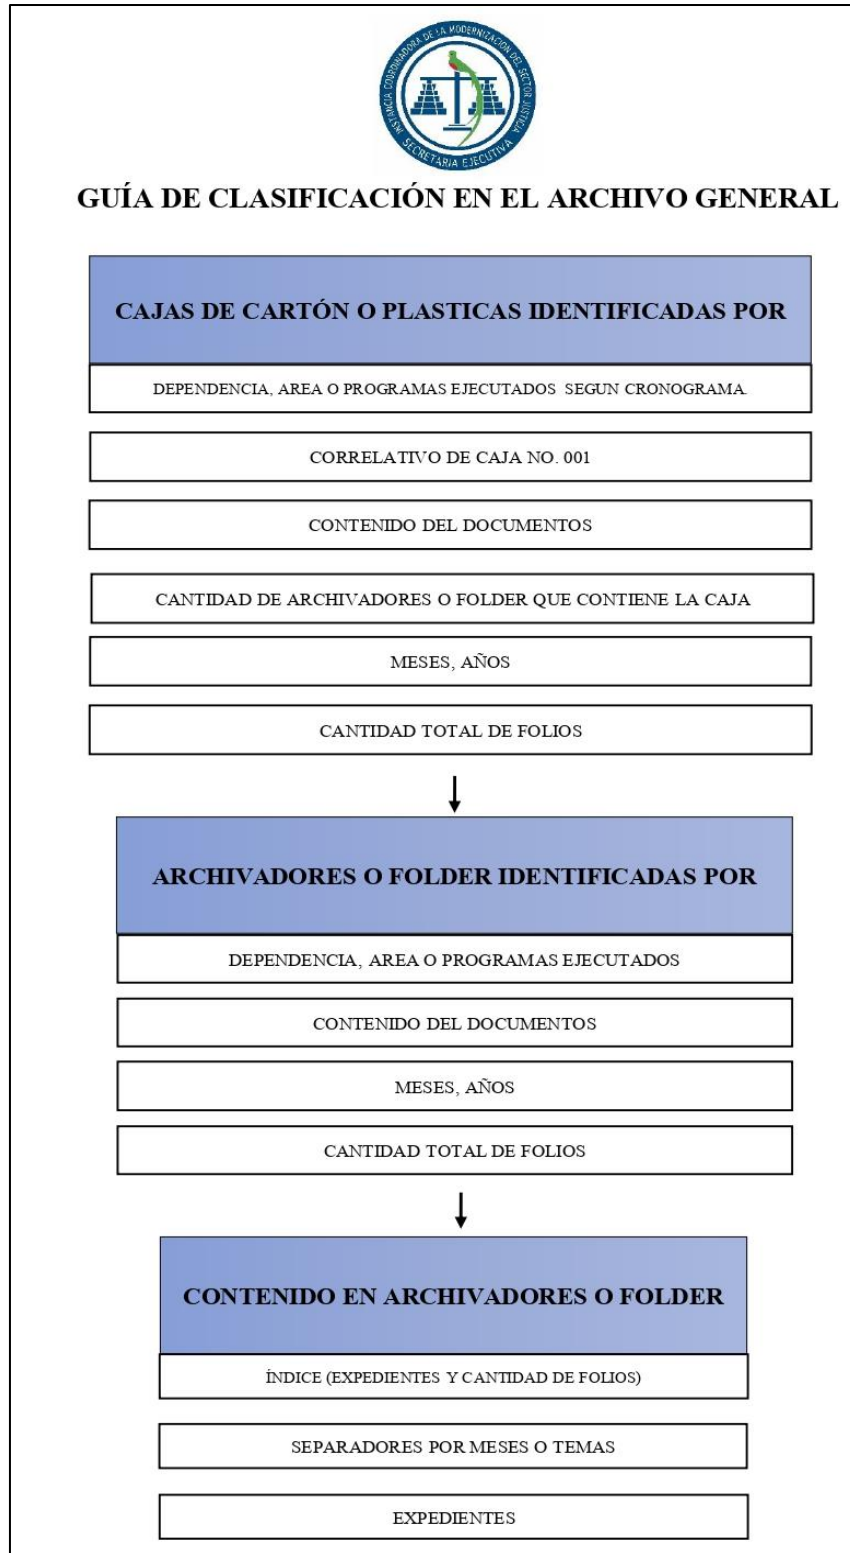 INSTANCIA COORDINADORA DE LA MODERNIZACIÓN DEL SECTOR JUSTICIA
SECRETARIA EJECUTIVA
GUÍA DE CLASIFICACIÓN EN EL ARCHIVO GENERAL
CAJAS DE CARTÓN O PLASTICAS IDENTIFICADAS POR
DEPENDENCIA, AREA O PROGRAMAS EJECUTADOS SEGUN CRONOGRAMA.
CORRELATIVO DE CAJA NO. 001
CONTENIDO DEL DOCUMENTOS
CANTIDAD DE ARCHIVADORES O FOLDER QUE CONTIENE LA CAJA
MESES, AÑOS
CANTIDAD TOTAL DE FOLIOS
ARCHIVADORES O FOLDER IDENTIFICADAS POR
DEPENDENCIA, AREA O PROGRAMAS EJECUTADOS
CONTENIDO DEL DOCUMENTOS
MESES, AÑOS
CANTIDAD TOTAL DE FOLIOS
CONTENIDO EN ARCHIVADORES O FOLDER
ÍNDICE (EXPEDIENTES Y CANTIDAD DE FOLIOS)
SEPARADORES POR MESES O TEMAS
EXPEDIENTES